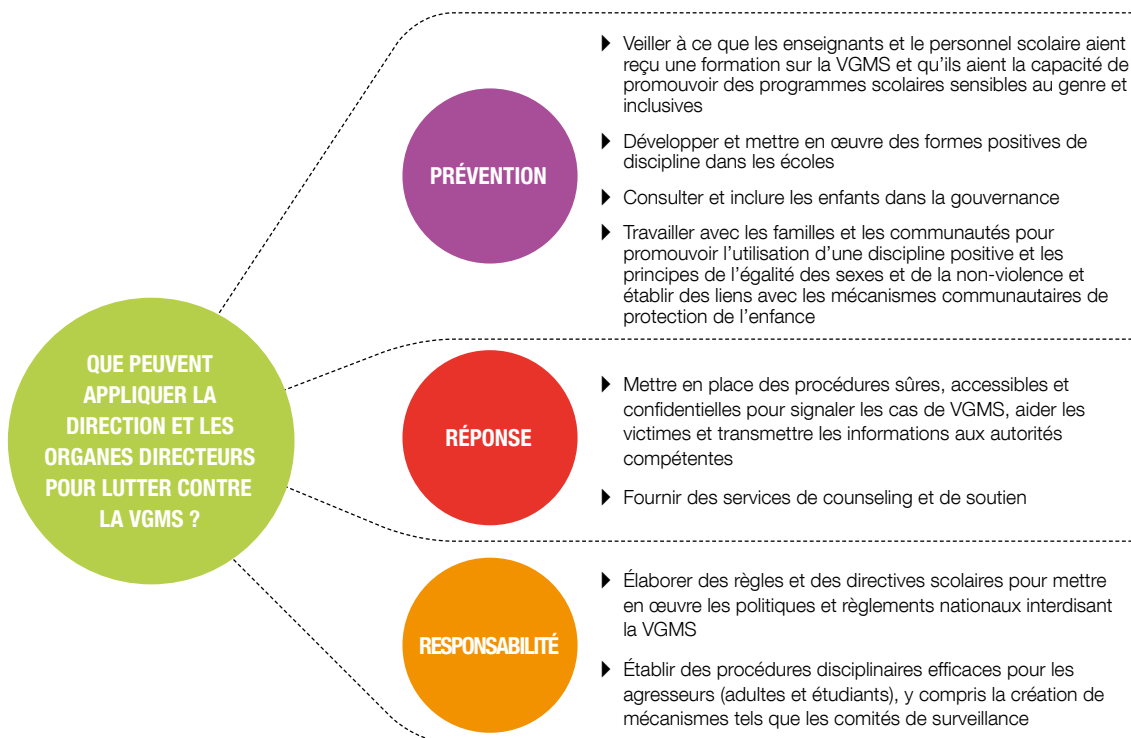 QUE PEUVENT
APPLIQUER LA
DIRECTION ET LES
ORGANES DIRECTEURS
POUR LUTTER CONTRE
LA VGMS ?
PRÉVENTION
Veiller à ce que les enseignants et le personnel scolaire aient
reçu une formation sur la VGMS et qu’ils aient la capacité de
promouvoir des programmes scolaires sensibles au genre et
inclusives
Développer et mettre en œuvre des formes positives de
discipline dans les écoles
Consulter et inclure les enfants dans la gouvernance
Travailler avec les familles et les communautés pour
promouvoir l’utilisation d’une discipline positive et les
principes de l’égalité des sexes et de la non-violence et
établir des liens avec les mécanismes communautaires de
protection de l’enfance
RÉPONSE
Mettre en place des procédures sûres, accessibles et
confidentielles pour signaler les cas de VGMS, aider les
victimes et transmettre les informations aux autorités
compétentes
Fournir des services de counseling et de soutien
RESPONSABILITÉ
Élaborer des règles et des directives scolaires pour mettre
en œuvre les politiques et règlements nationaux interdisant
la VGMS
Établir des procédures disciplinaires efficaces pour les
agresseurs (adultes et étudiants), y compris la création de
mécanismes tels que les comités de surveillance